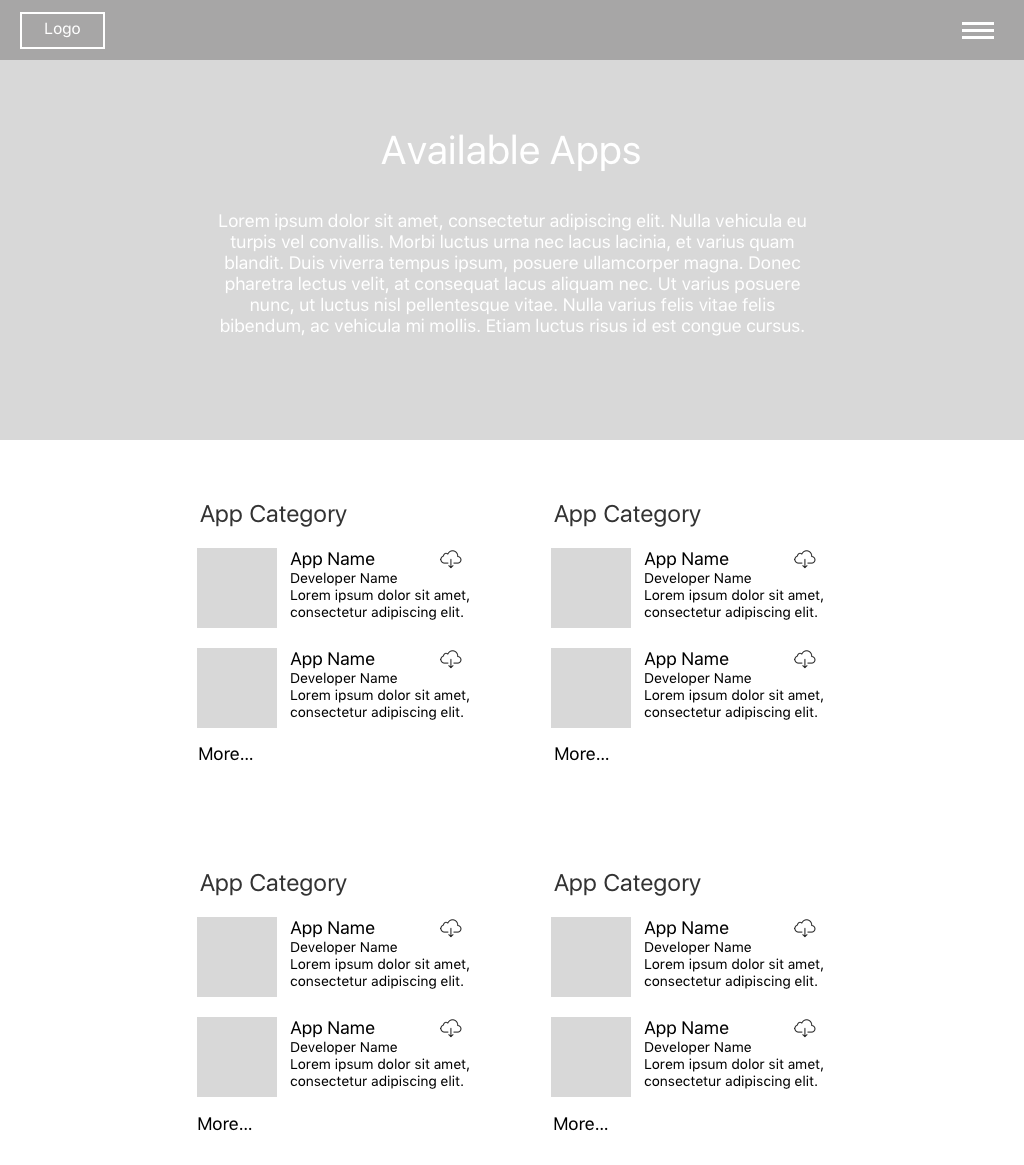 Logo
Available Apps
Lorem ipsum dolor sit amet, consectetur adipiscing elit. Nulla vehicula eu
turpis vel convallis. Morbi luctus urna nec lacus lacinia, et varius quam
blandit. Duis viverra tempus ipsum, posuere ullamcorper magna. Donec
pharetra lectus velit, at consequat lacus aliquam nec. Ut varius posuere
nunc, ut luctus nisl pellentesque vitae. Nulla varius felis vitae felis
bibendum, ac vehicula mi mollis. Etiam luctus risus id est congue cursus.
App Category
App Name
Developer Name
Lorem ipsum dolor sit amet,
consectetur adipiscing elit.
App Name
Developer Name
Lorem ipsum dolor sit amet,
consectetur adipiscing elit.
More...
App Category
App Name
Developer Name
Lorem ipsum dolor sit amet,
consectetur adipiscing elit.
App Name
Developer Name
Lorem ipsum dolor sit amet,
consectetur adipiscing elit.
More...
App Category
App Name
Developer Name
Lorem ipsum dolor sit amet,
consectetur adipiscing elit.
App Name
Developer Name
Lorem ipsum dolor sit amet,
consectetur adipiscing elit.
More...
App Category
App Name
Developer Name
Lorem ipsum dolor sit amet,
consectetur adipiscing elit.
App Name
Developer Name
Lorem ipsum dolor sit amet,
consectetur adipiscing elit.
More...